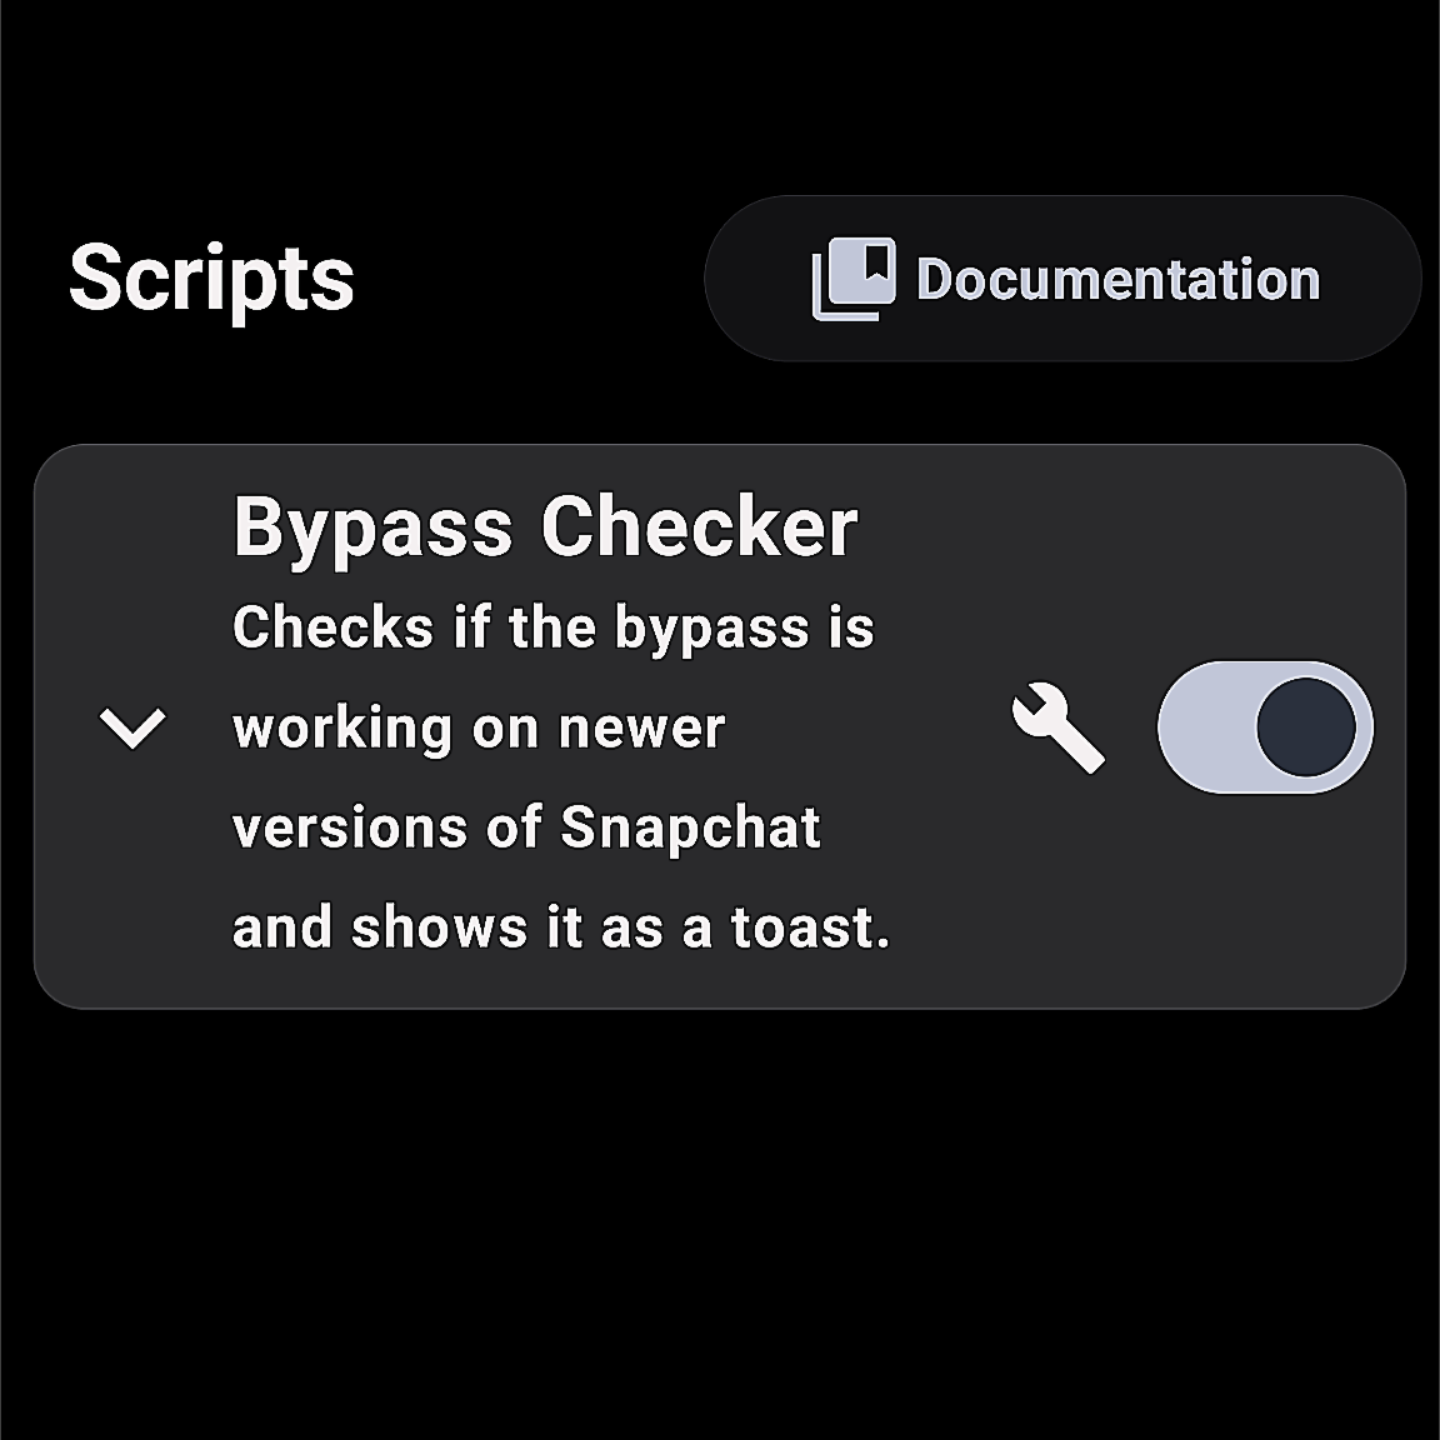 Scripts
Documentation
Bypass Checker
Checks if the bypass is
working on newer
versions of Snapchat
and shows it as a toast.